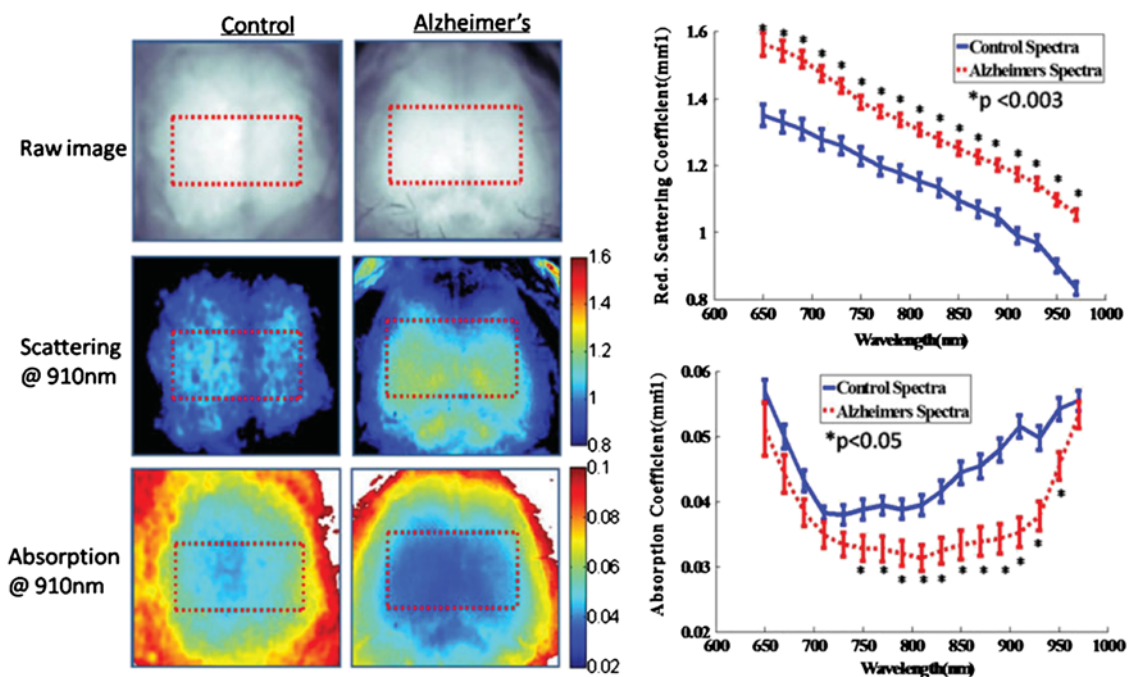 Control
Alzheimer's
Raw image
Scattering
@ 910nm
1.6
1.4
1.2
1
0.8
Absorption
@ 910nm
0.1
0.08
0.06
0.04
0.02
1.6
1.4
1.2
1
0.8
Red. Scattering Coefficient(mm1)
Control Spectra
Alzheimers Spectra
*p <0.003
* * * * * * * * * * * * * * * * *
600 650 700 750 800 850 900 950 1000
Wavelength(nm)
0.06
0.05
0.04
0.03
0.02
Absorption Coefficient(mm1)
Control Spectra
Alzheimers Spectra
*p<0.05
* * * * * * * * * * *
600 650 700 750 800 850 900 950 1000
Wavelength(nm)